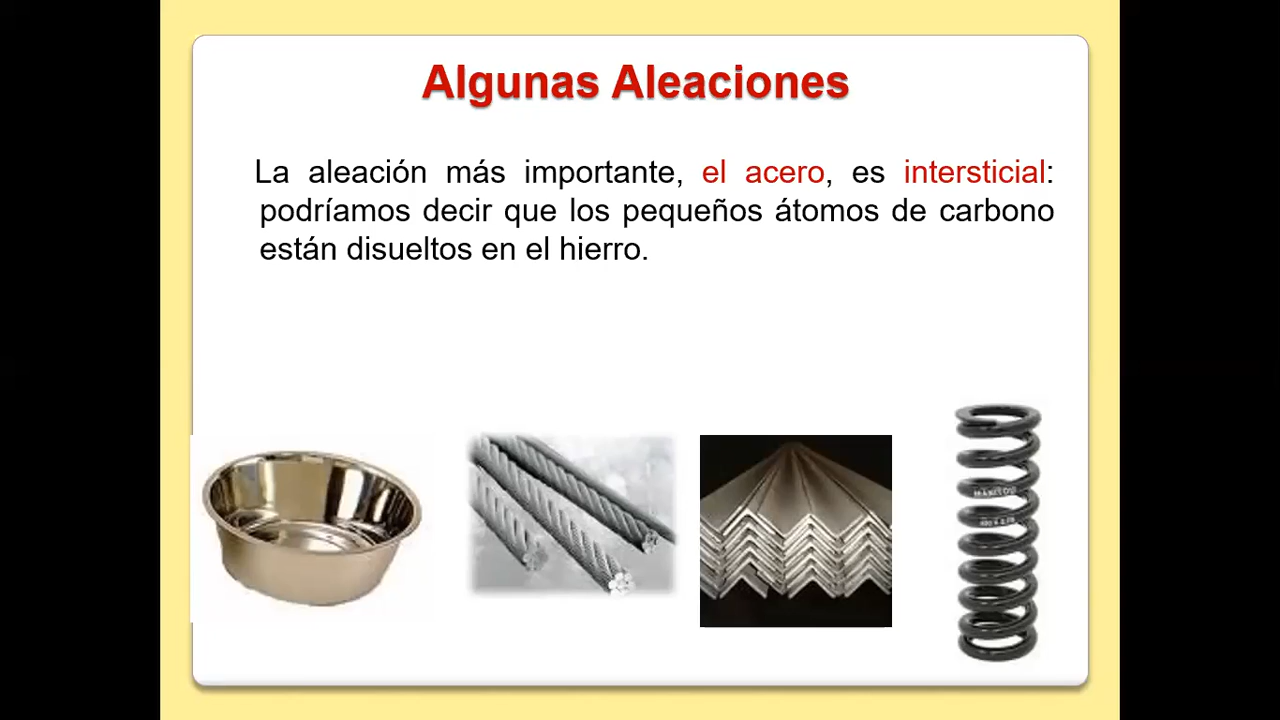 Algunas Aleaciones
La aleación más importante, el acero, es intersticial:
podríamos decir que los pequeños átomos de carbono
están disueltos en el hierro.
MANITOU